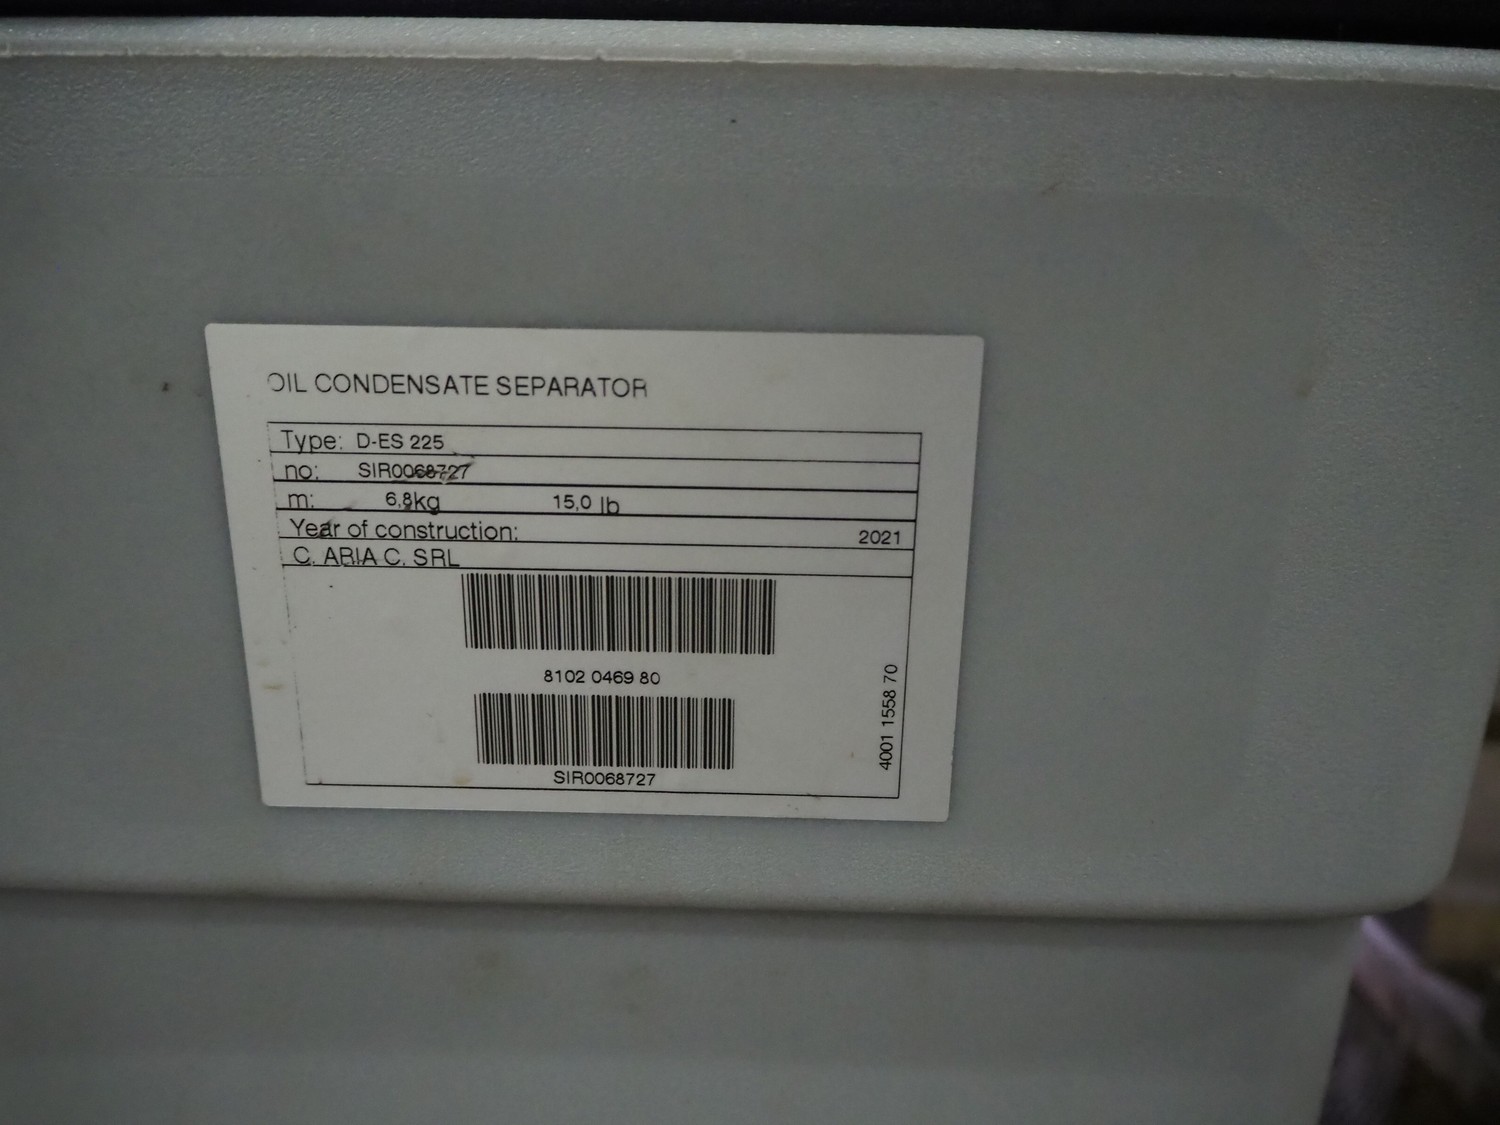 OIL CONDENSATE SEPARATOR
Type: D-ES 225
no: SIR0068727
m: 6,8kg 15,0 lb
Year of construction: 2021
C. ARIA C. SRL
8102 0469 80
SIR0068727
4001 1558 70